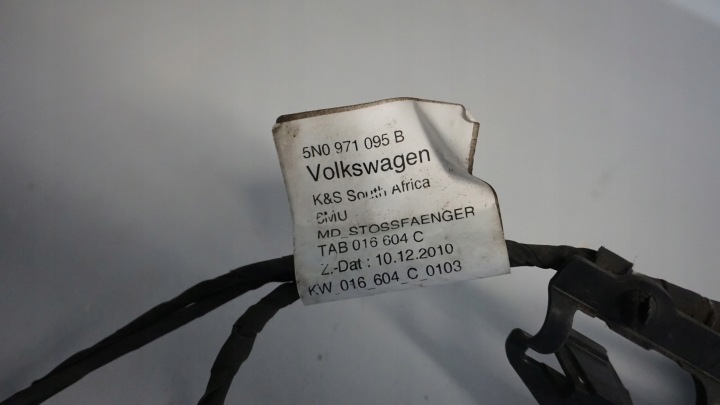 5N0 971 095 B
Volkswagen
K&S South Africa
MD_STOSSFAENGER
TAB 016 604 C
Z.-Dat : 10.12.2010
KW_016_604_C_0103